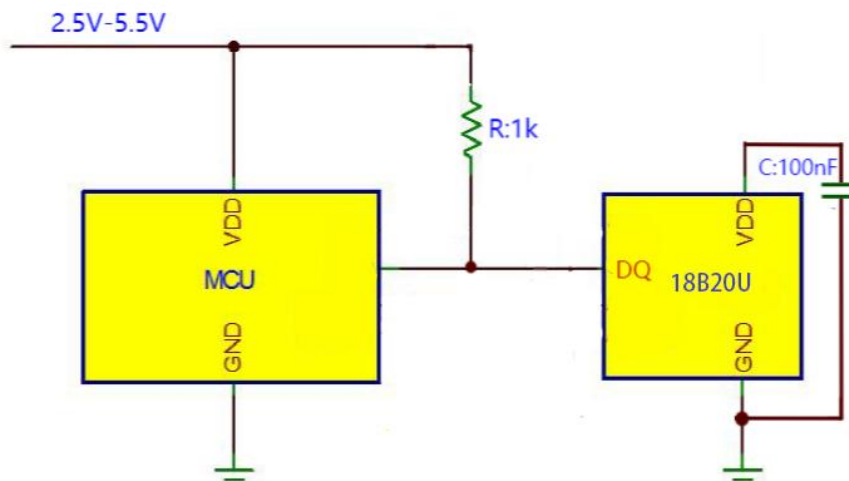 2.5V-5.5V
R:1k
C:100nF
VDD
VDD
MCU
DQ
18B20U
GND
GND